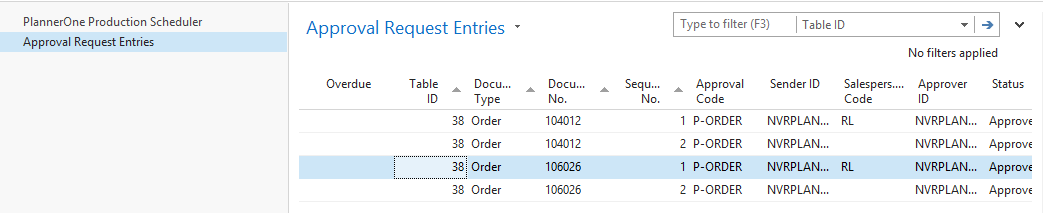 PlannerOne Production Scheduler
Approval Request Entries
Approval Request Entries
Type to filter (F3) Table ID
No filters applied
Overdue Table ID Docu... Type Docu... No. Sequ... No. Approval Code Sender ID Salespers... Code Approver ID Status
38 Order 104012 1 P-ORDER NVRPLAN... RL NVRPLAN... Approve
38 Order 104012 2 P-ORDER NVRPLAN... NVRPLAN... Approve
38 Order 106026 1 P-ORDER NVRPLAN... RL NVRPLAN... Approve
38 Order 106026 2 P-ORDER NVRPLAN... NVRPLAN... Approve